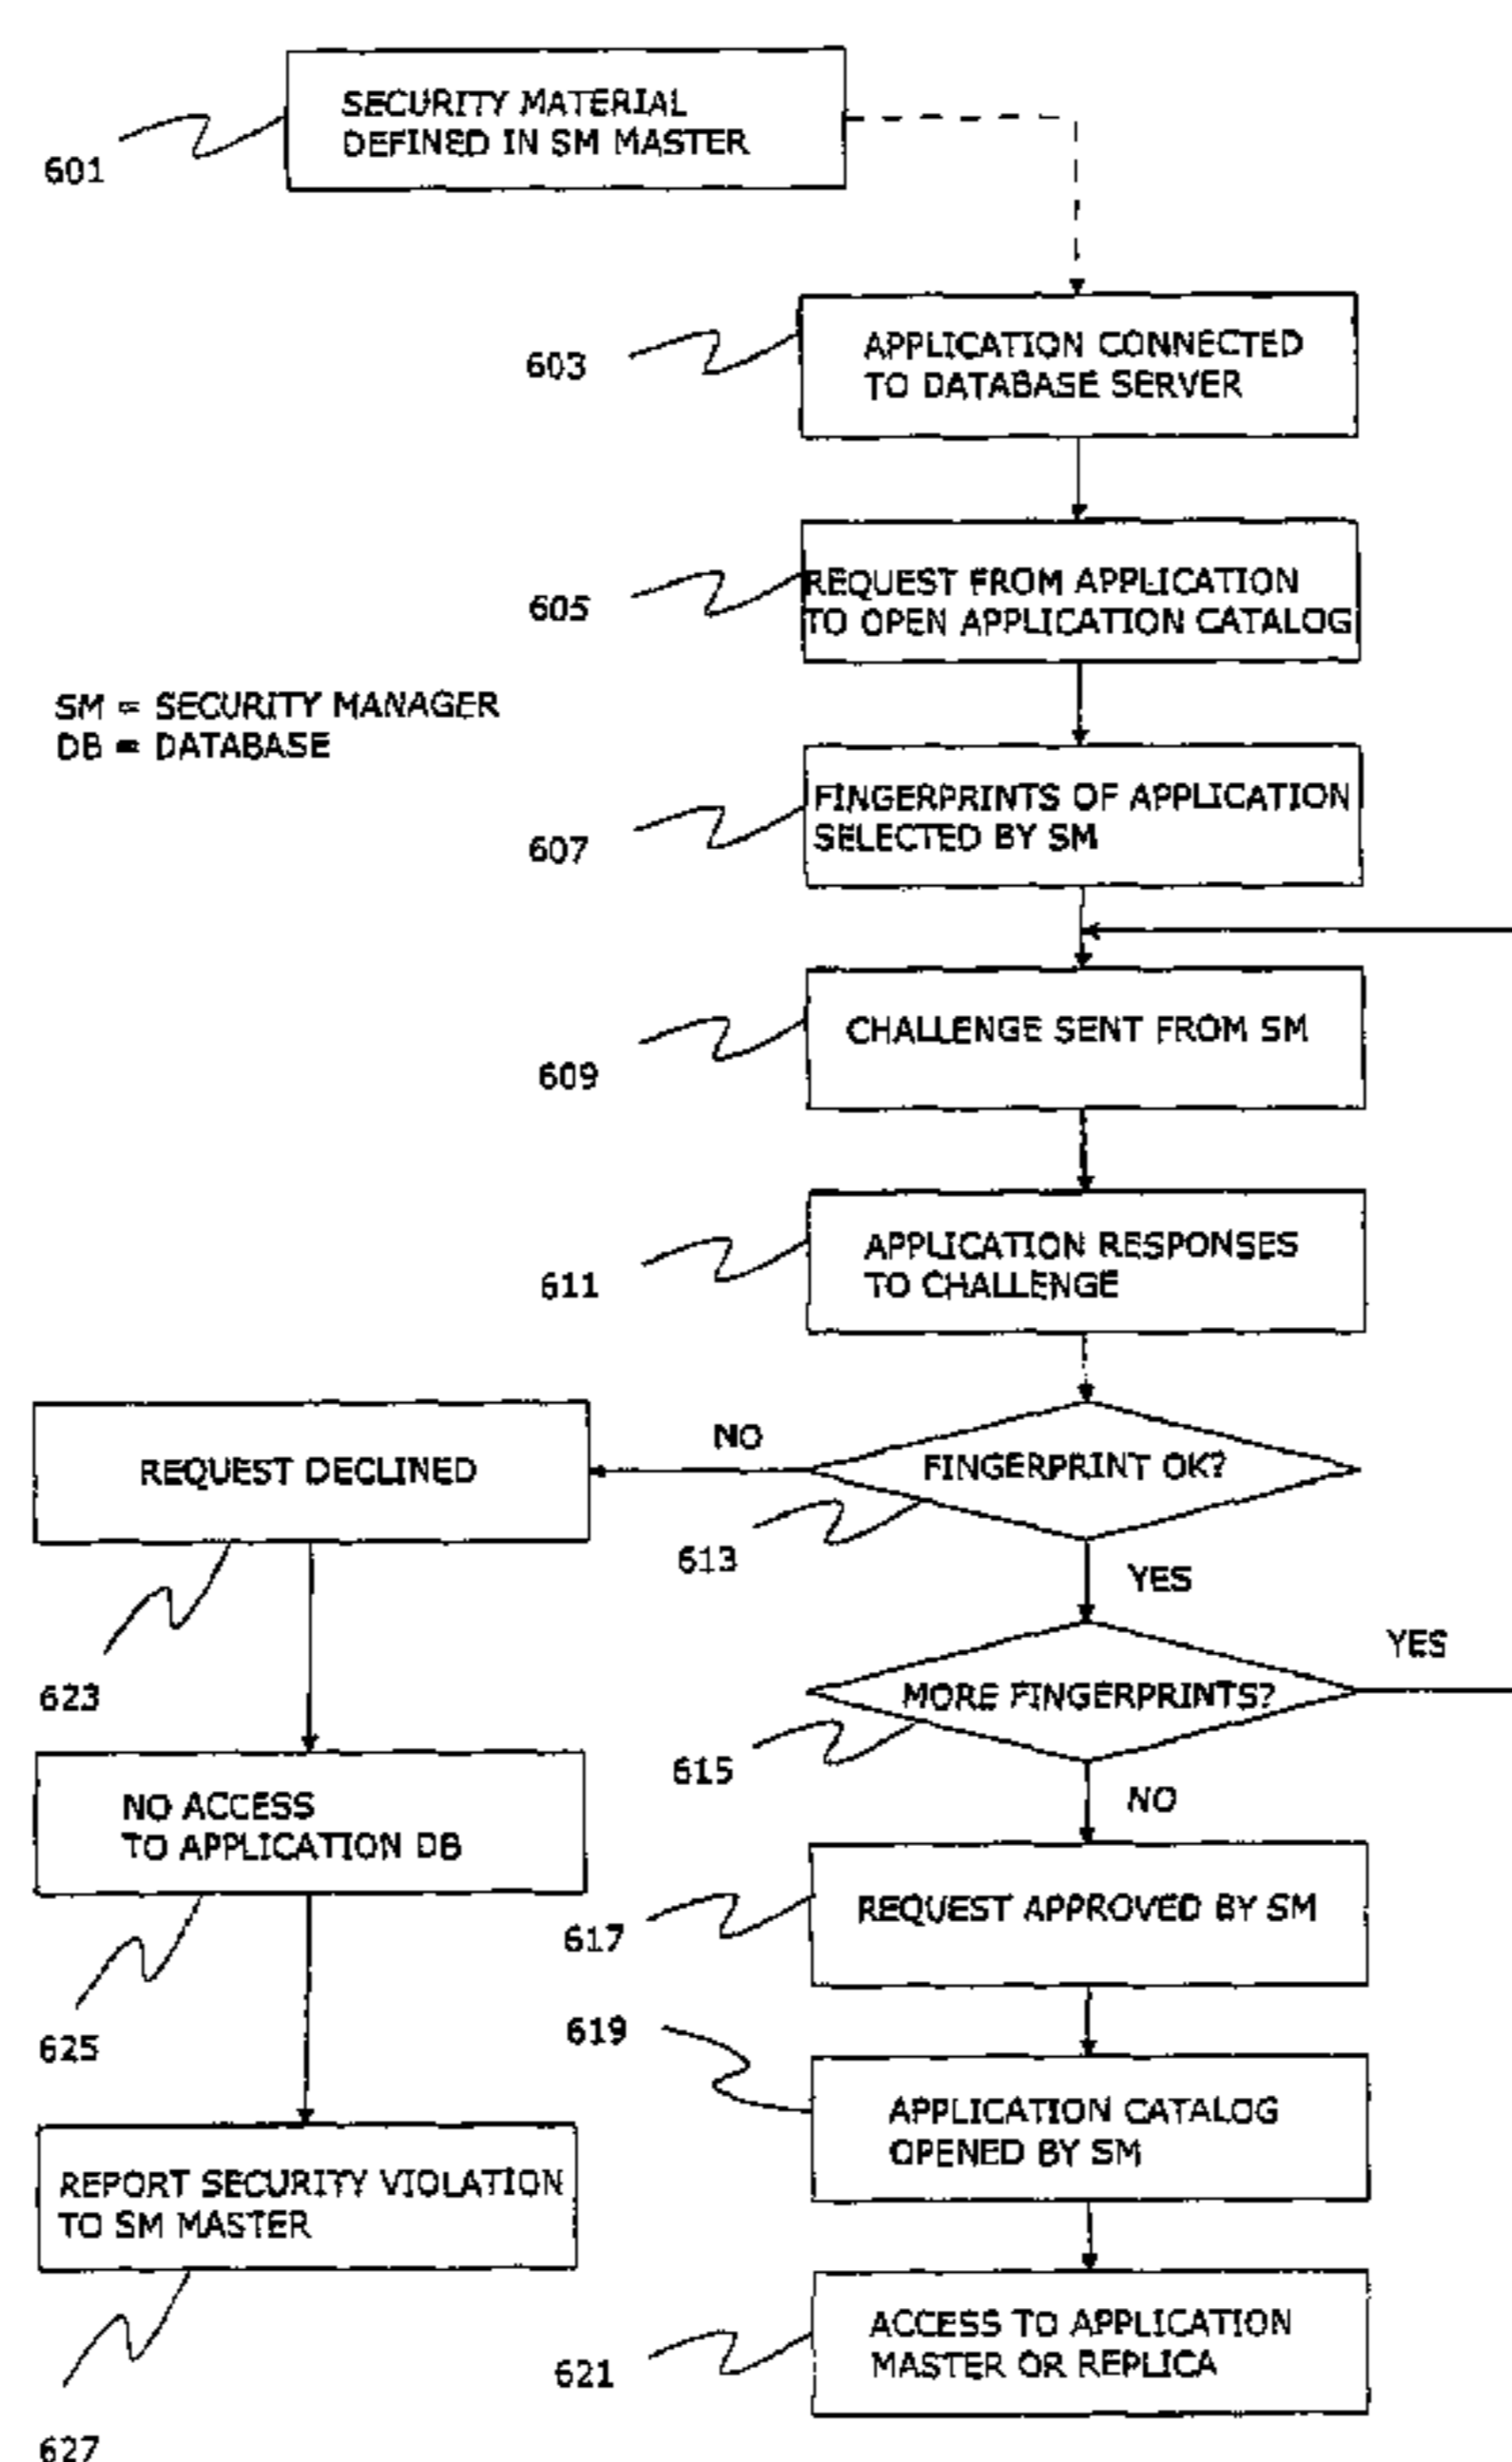 SECURITY MATERIAL
DEFINED IN SM MASTER
601
APPLICATION CONNECTED
TO DATABASE SERVER
603
REQUEST FROM APPLICATION
TO OPEN APPLICATION CATALOG
605
SM = SECURITY MANAGER
DB = DATABASE
FINGERPRINTS OF APPLICATION
SELECTED BY SM
607
CHALLENGE SENT FROM SM
609
APPLICATION RESPONSES
TO CHALLENGE
611
REQUEST DECLINED
NO
FINGERPRINT OK?
613
YES
623
MORE FINGERPRINTS?
YES
615
NO
NO ACCESS
TO APPLICATION DB
625
REQUEST APPROVED BY SM
617
619
APPLICATION CATALOG
OPENED BY SM
REPORT SECURITY VIOLATION
TO SM MASTER
627
ACCESS TO APPLICATION
MASTER OR REPLICA
621